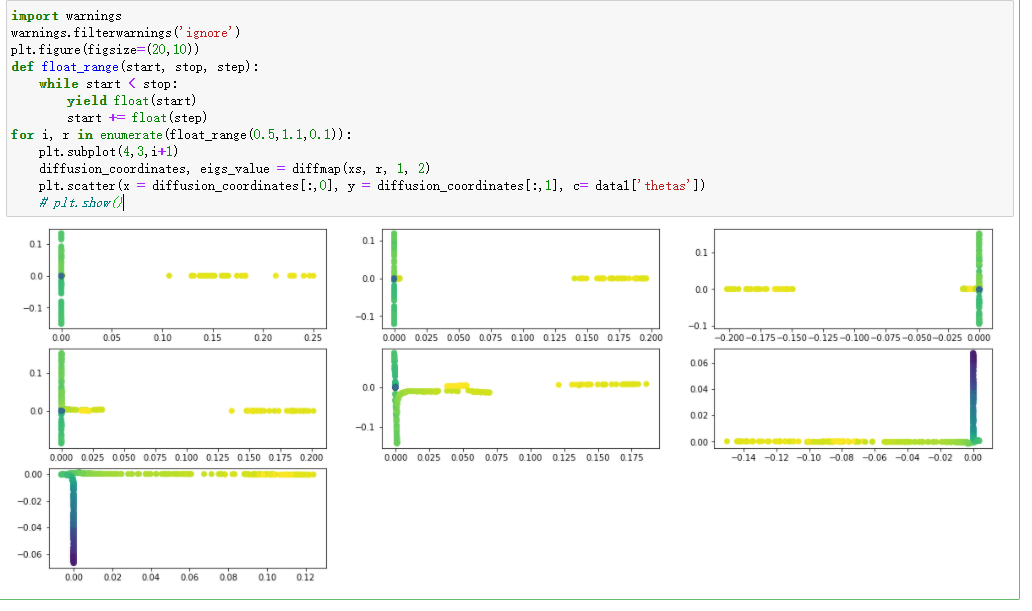 import warnings
warnings.filterwarnings('ignore')
plt.figure(figsize=(20,10))
def float_range(start, stop, step):
    while start < stop:
        yield float(start)
        start += float(step)
for i, r in enumerate(float_range(0.5,1.1,0.1)):
    plt.subplot(4,3,i+1)
    diffusion_coordinates, eigs_value = diffmap(xs, r, 1, 2)
    plt.scatter(x = diffusion_coordinates[:,0], y = diffusion_coordinates[:,1], c= data1['thetas'])
    # plt.show()
0.1
0.0
−0.1
0.00 0.05 0.10 0.15 0.20 0.25
0.1
0.0
−0.1
0.000 0.025 0.050 0.075 0.100 0.125 0.150 0.175 0.200
0.1
0.0
−0.1
−0.200 −0.175 −0.150 −0.125 −0.100 −0.075 −0.050 −0.025 0.000
0.1
0.0
0.000 0.025 0.050 0.075 0.100 0.125 0.150 0.175 0.200
0.0
−0.1
0.000 0.025 0.050 0.075 0.100 0.125 0.150 0.175
0.06
0.04
0.02
0.00
−0.14 −0.12 −0.10 −0.08 −0.06 −0.04 −0.02 0.00
0.00
−0.02
−0.04
−0.06
0.00 0.02 0.04 0.06 0.08 0.10 0.12